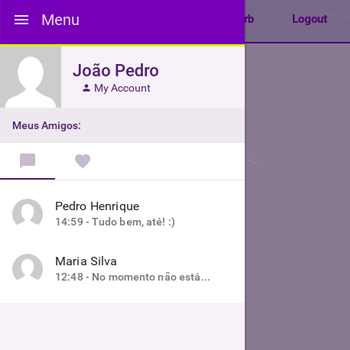 Menu
Logout
João Pedro
My Account
Meus Amigos:
Pedro Henrique
14:59 - Tudo bem, até! :)
Maria Silva
12:48 - No momento não está...